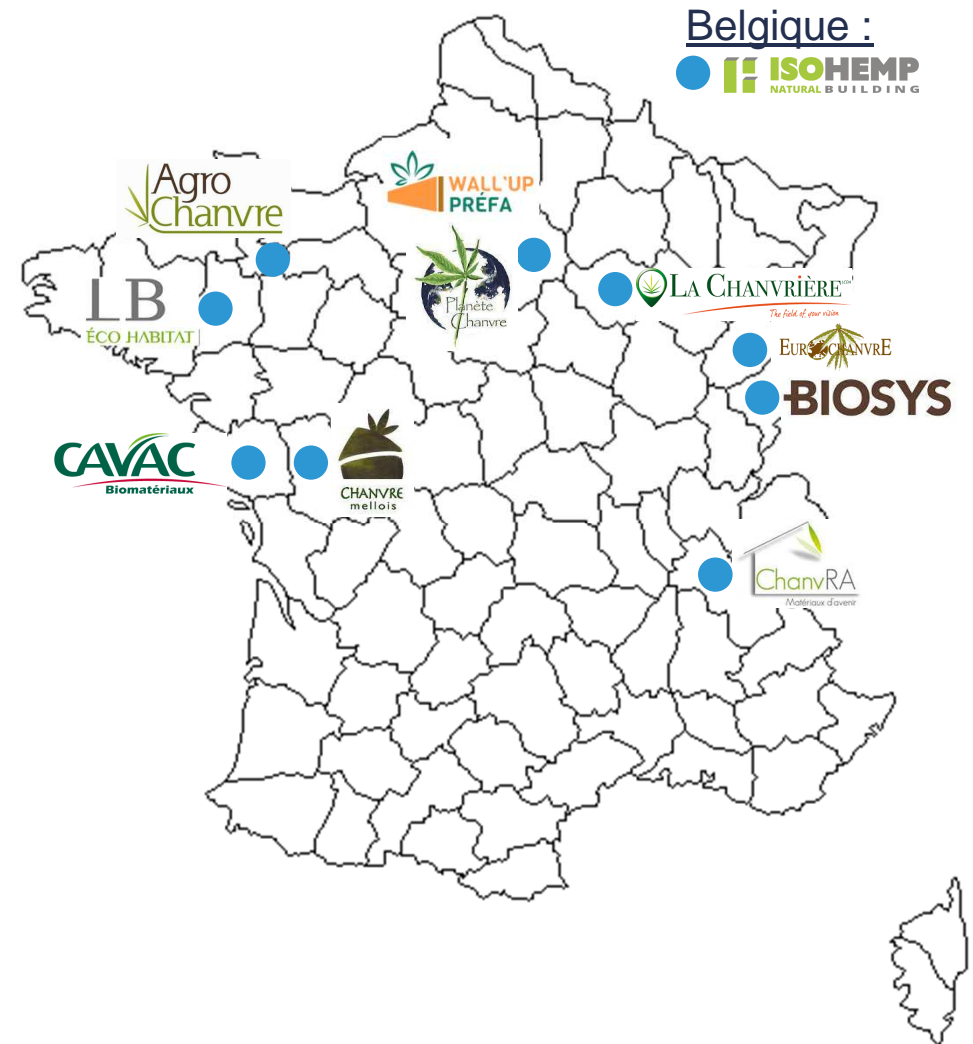 Belgique :
ISOHEMP
NATURAL BUILDING
Agro
Chanvre
WALL'UP
PRÉFA
LB
ÉCO HABITAT
Planète
Chanvre
LA CHANVRIÈRE.COM
The field of your vision
EUROCHANVRE
BIOSYS
CAVAC
Biomatériaux
CHANVRE
mellois
ChanvRA
Matériaux d'avenir